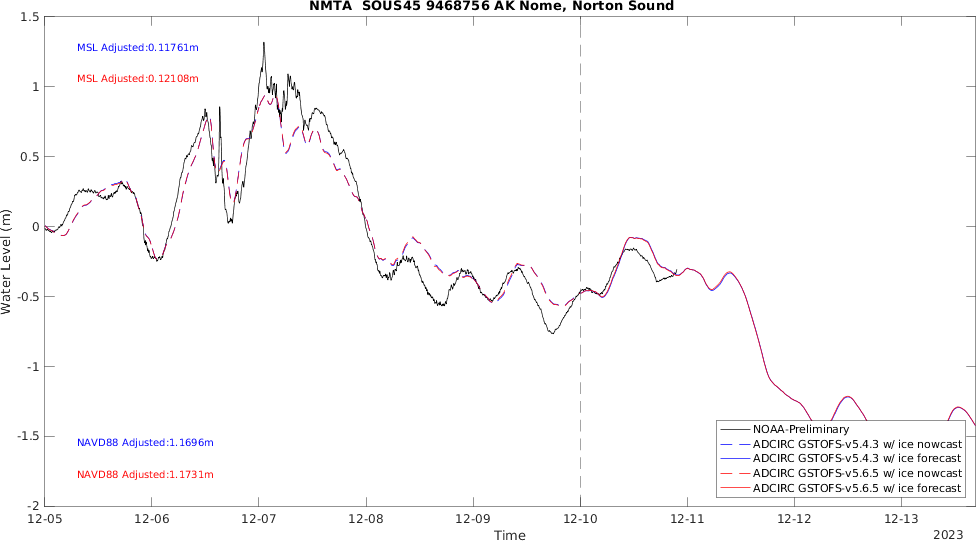 NMTA SOUS45 9468756 AK Nome, Norton Sound
1.5
1
0.5
0
-0.5
-1
-1.5
-2
Water Level (m)
MSL Adjusted:0.11761m
MSL Adjusted:0.12108m
NAVD88 Adjusted:1.1696m
NAVD88 Adjusted:1.1731m
NOAA-Preliminary
ADCIRC GSTOFS-v5.4.3 w/ ice nowcast
ADCIRC GSTOFS-v5.4.3 w/ ice forecast
ADCIRC GSTOFS-v5.6.5 w/ ice nowcast
ADCIRC GSTOFS-v5.6.5 w/ ice forecast
12-05 12-06 12-07 12-08 12-09 12-10 12-11 12-12 12-13
Time
2023